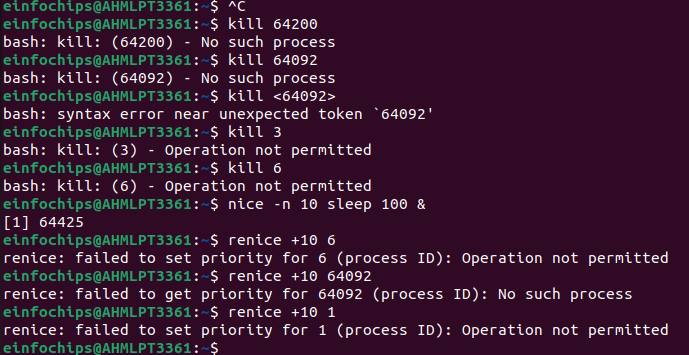 einfochips@AHMLPT3361:~$ ^C
einfochips@AHMLPT3361:~$ kill 64200
bash: kill: (64200) - No such process
einfochips@AHMLPT3361:~$ kill 64092
bash: kill: (64092) - No such process
einfochips@AHMLPT3361:~$ kill <64092>
bash: syntax error near unexpected token `64092'
einfochips@AHMLPT3361:~$ kill 3
bash: kill: (3) - Operation not permitted
einfochips@AHMLPT3361:~$ kill 6
bash: kill: (6) - Operation not permitted
einfochips@AHMLPT3361:~$ nice -n 10 sleep 100 &
[1] 64425
einfochips@AHMLPT3361:~$ renice +10 6
renice: failed to set priority for 6 (process ID): Operation not permitted
einfochips@AHMLPT3361:~$ renice +10 64092
renice: failed to get priority for 64092 (process ID): No such process
einfochips@AHMLPT3361:~$ renice +10 1
renice: failed to set priority for 1 (process ID): Operation not permitted
einfochips@AHMLPT3361:~$